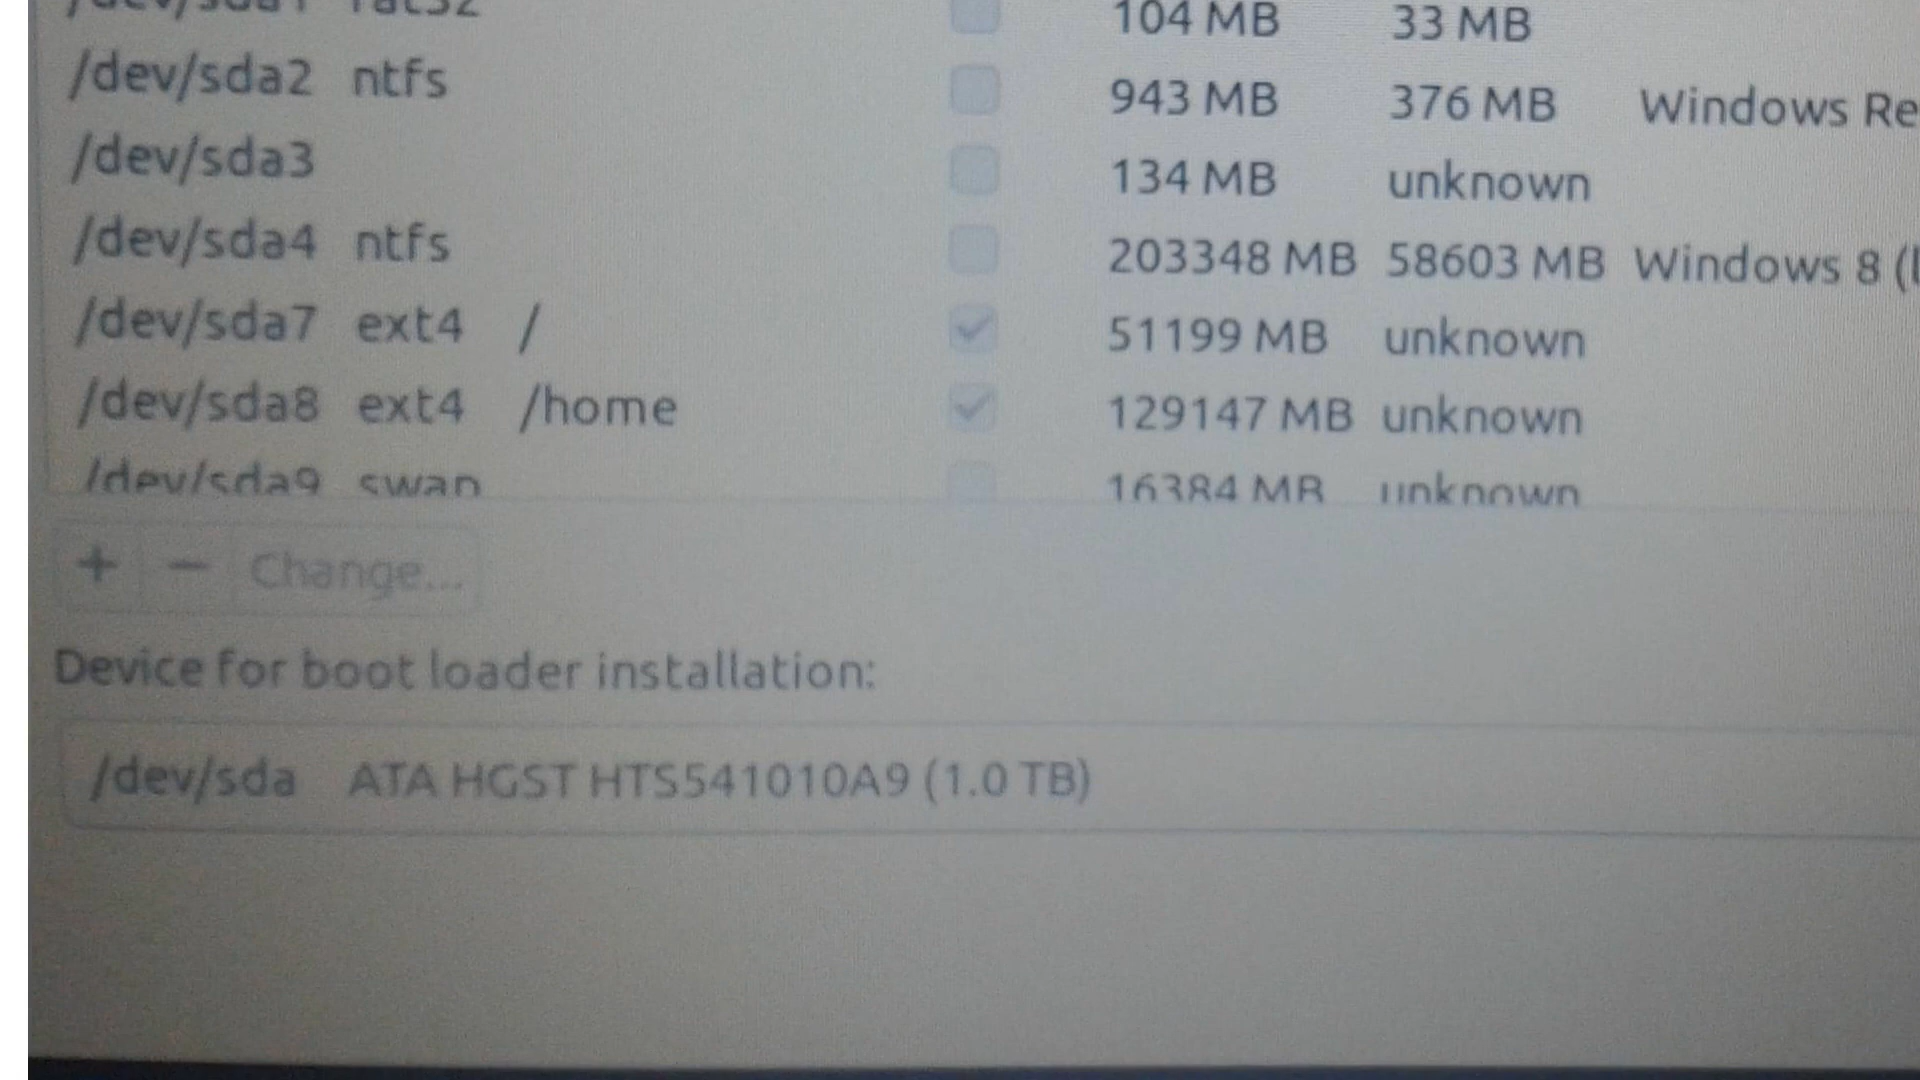 /dev/sda1 fat32 104 MB 33 MB
/dev/sda2 ntfs 943 MB 376 MB Windows Re
/dev/sda3 134 MB unknown
/dev/sda4 ntfs 203348 MB 58603 MB Windows 8 (l
/dev/sda7 ext4 / 51199 MB unknown
/dev/sda8 ext4 /home 129147 MB unknown
/dev/sda9 swap 16384 MB unknown
+ − Change...
Device for boot loader installation:
/dev/sda ATA HGST HTS541010A9 (1.0 TB)